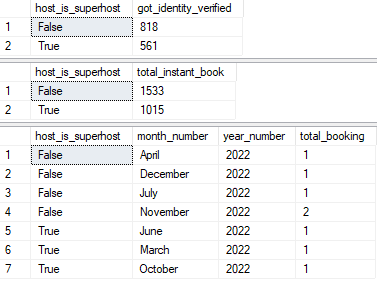 host_is_superhost got_identity_verified
1 False 818
2 True 561
host_is_superhost total_instant_book
1 False 1533
2 True 1015
host_is_superhost month_number year_number total_booking
1 False April 2022 1
2 False December 2022 1
3 False July 2022 1
4 False November 2022 2
5 True June 2022 1
6 True March 2022 1
7 True October 2022 1